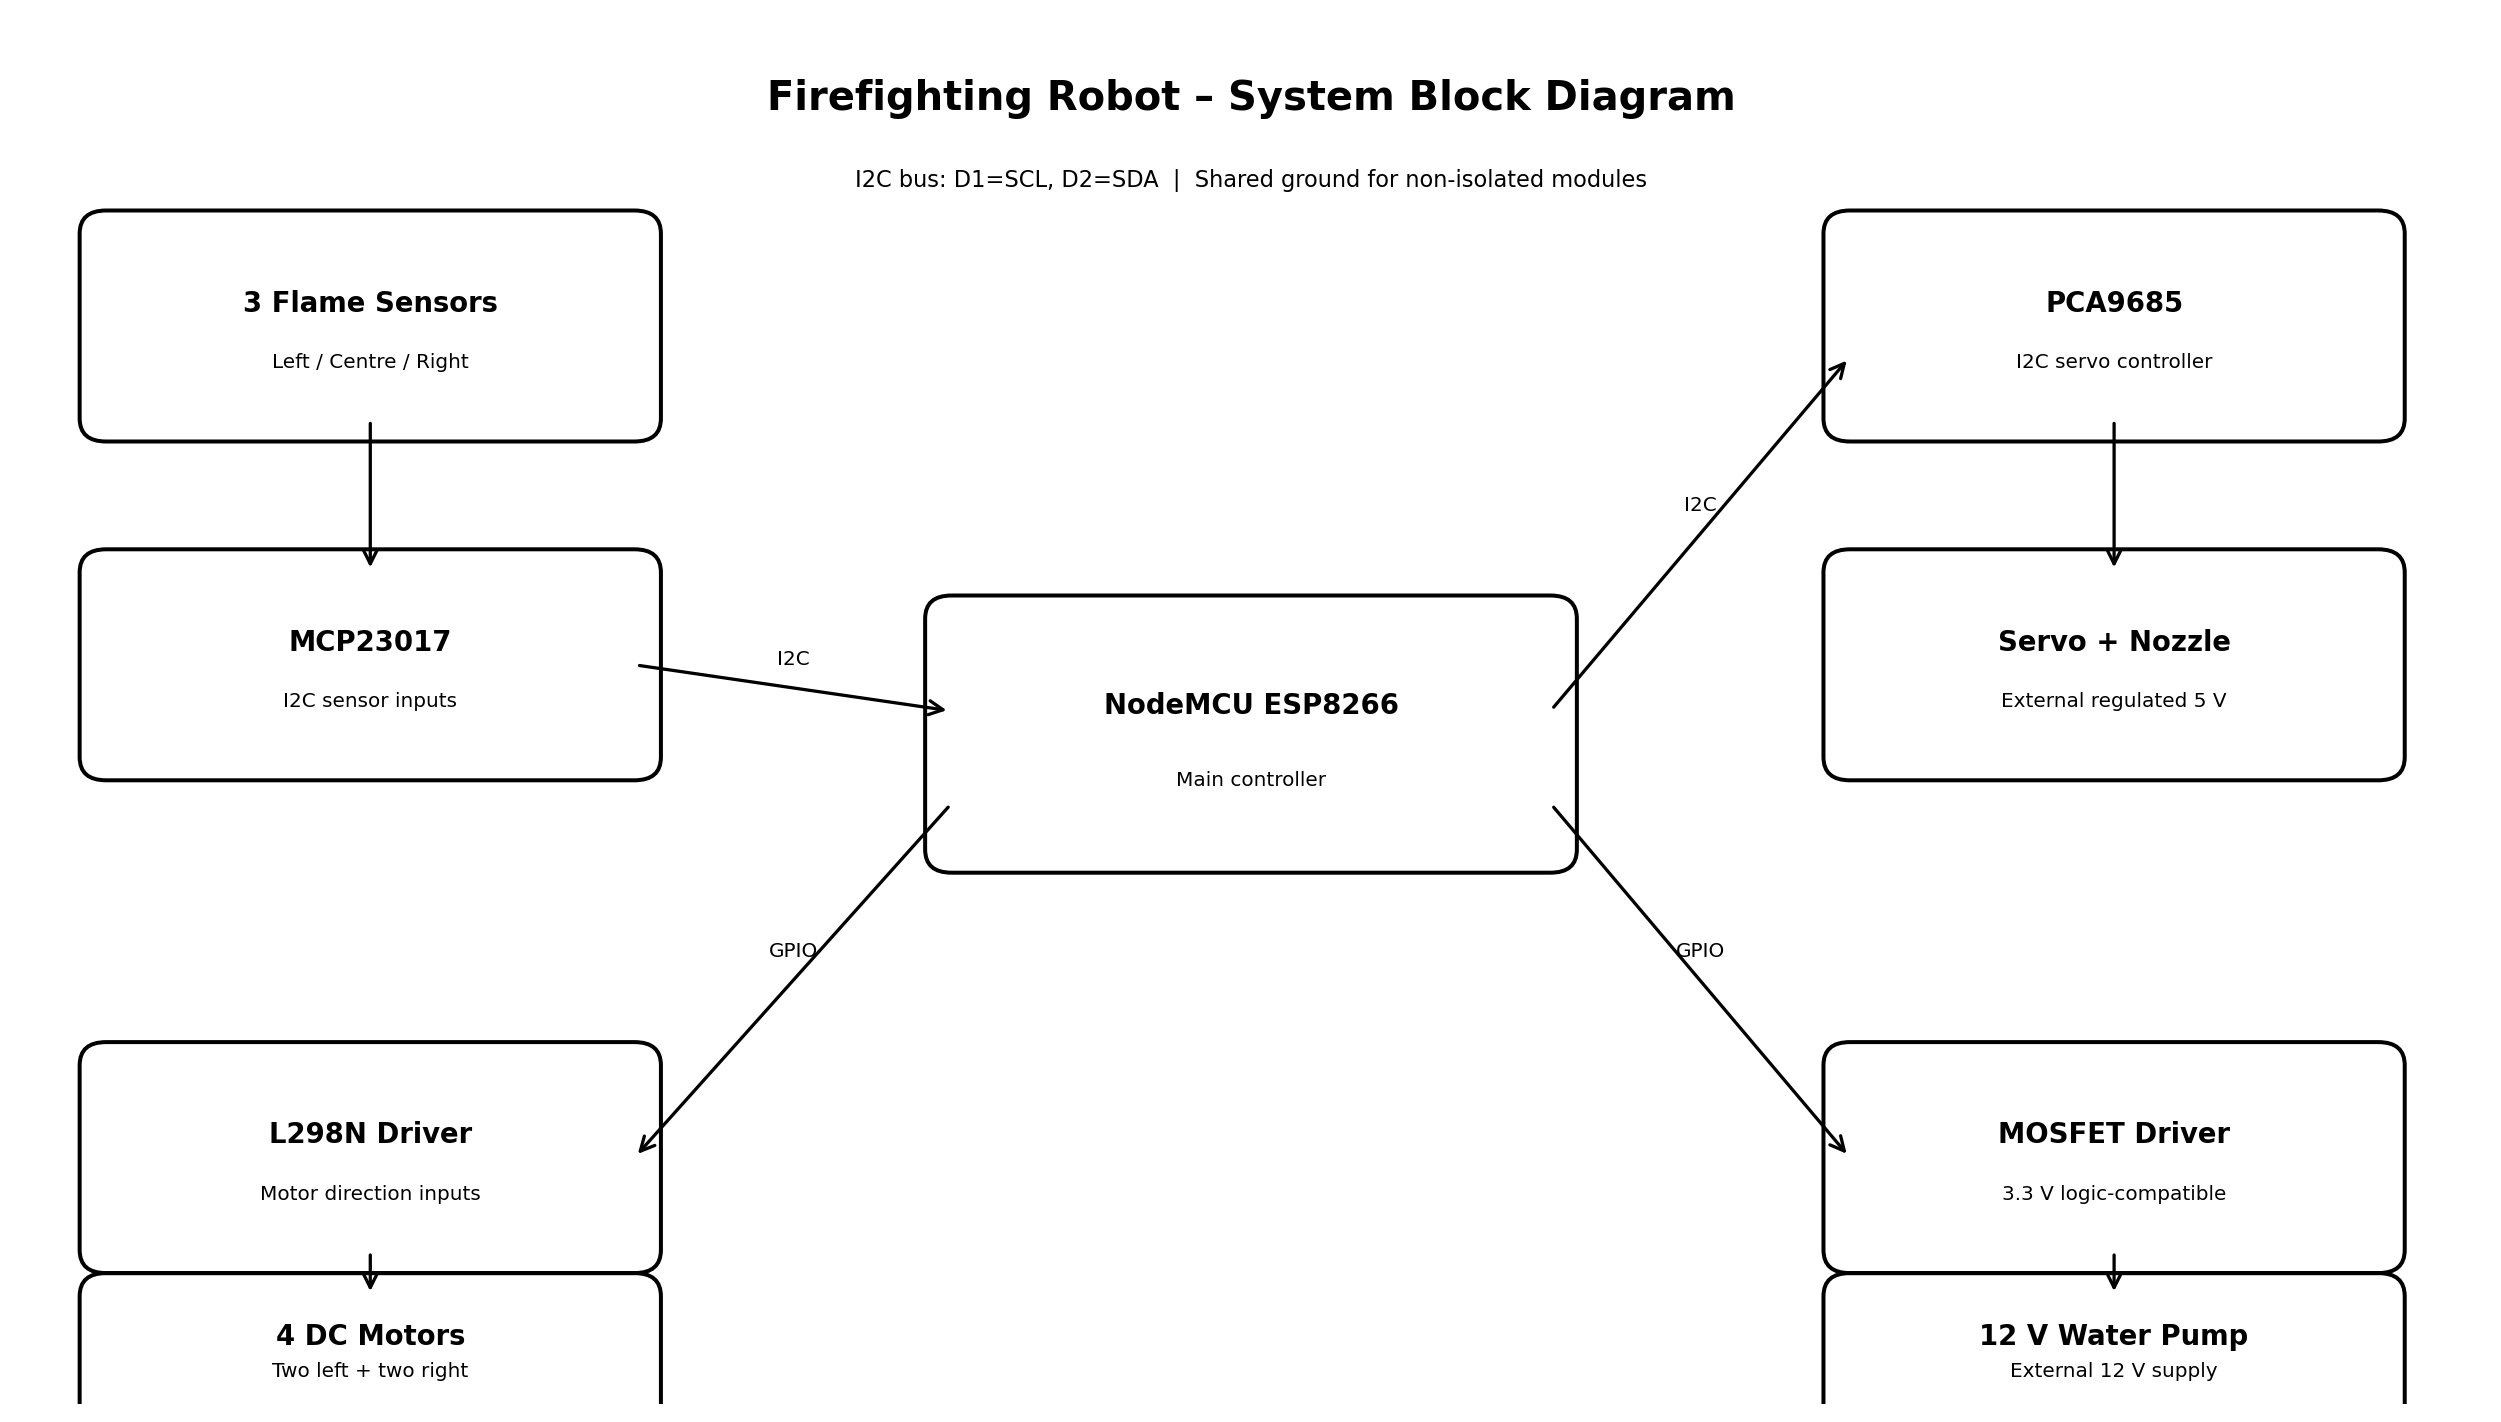 Firefighting Robot – System Block Diagram
I2C bus: D1=SCL, D2=SDA | Shared ground for non-isolated modules
3 Flame Sensors
Left / Centre / Right
PCA9685
I2C servo controller
I2C
MCP23017
I2C sensor inputs
I2C
NodeMCU ESP8266
Main controller
Servo + Nozzle
External regulated 5 V
GPIO
GPIO
L298N Driver
Motor direction inputs
MOSFET Driver
3.3 V logic-compatible
4 DC Motors
Two left + two right
12 V Water Pump
External 12 V supply